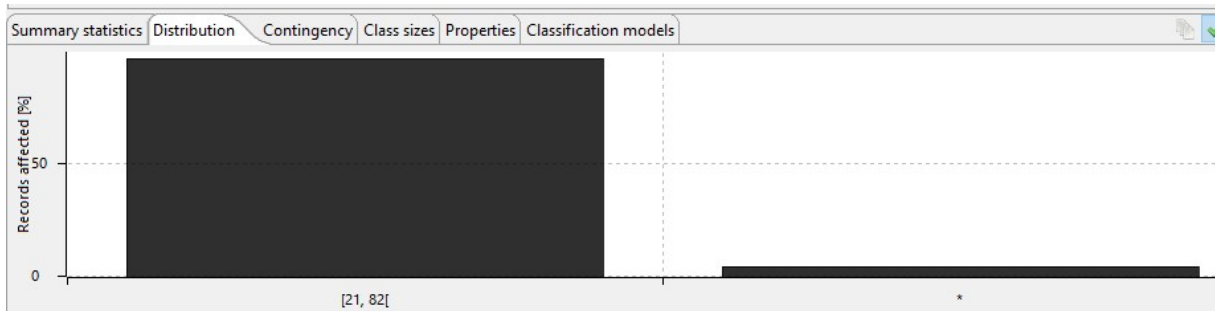 Summary statistics Distribution Contingency Class sizes Properties Classification models
Records affected [%]
50
0
[21, 82[ *